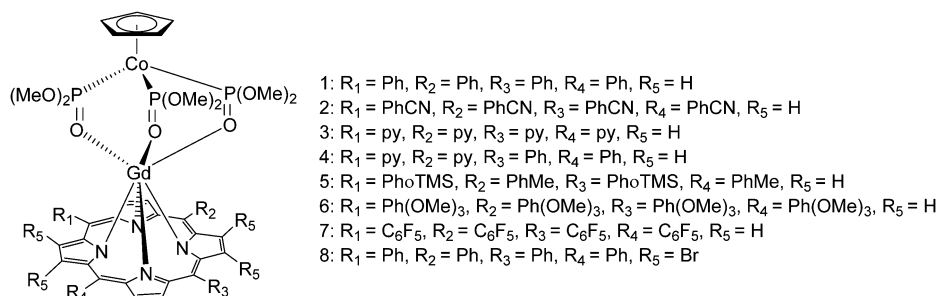 Co
(MeO)₂P
P(OMe)₂
P(OMe)₂
O
O
O
Gd
R₁
R₂
R₅
R₅
N
N
N
N
R₅
R₅
R₄
R₃
1: R₁ = Ph, R₂ = Ph, R₃ = Ph, R₄ = Ph, R₅ = H
2: R₁ = PhCN, R₂ = PhCN, R₃ = PhCN, R₄ = PhCN, R₅ = H
3: R₁ = py, R₂ = py, R₃ = py, R₄ = py, R₅ = H
4: R₁ = py, R₂ = py, R₃ = Ph, R₄ = Ph, R₅ = H
5: R₁ = PhoTMS, R₂ = PhMe, R₃ = PhoTMS, R₄ = PhMe, R₅ = H
6: R₁ = Ph(OMe)₃, R₂ = Ph(OMe)₃, R₃ = Ph(OMe)₃, R₄ = Ph(OMe)₃, R₅ = H
7: R₁ = C₆F₅, R₂ = C₆F₅, R₃ = C₆F₅, R₄ = C₆F₅, R₅ = H
8: R₁ = Ph, R₂ = Ph, R₃ = Ph, R₄ = Ph, R₅ = Br